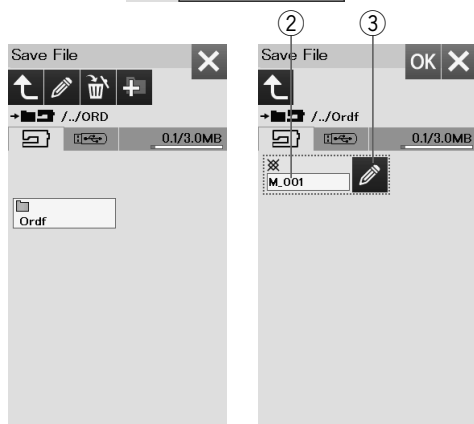 ② ③
Save File
/../ORD
0.1/3.0MB
Ordf
Save File OK
/../Ordf
0.1/3.0MB
M_001